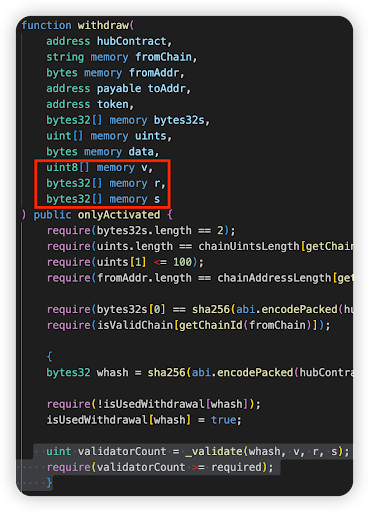 function withdraw(
address hubContract,
string memory fromChain,
bytes memory fromAddr,
address payable toAddr,
address token,
bytes32[] memory bytes32s,
uint[] memory uints,
bytes memory data,
uint8[] memory v,
bytes32[] memory r,
bytes32[] memory s
) public onlyActivated {
require(bytes32s.length == 2);
require(uints.length == chainUintsLength[getChain
require(uints[1] <= 100);
require(fromAddr.length == chainAddressLength[get
require(bytes32s[0] == sha256(abi.encodePacked(hu
require(isValidChain[getChainId(fromChain)]);
{
bytes32 whash = sha256(abi.encodePacked(hubContra
require(!isUsedWithdrawal[whash]);
isUsedWithdrawal[whash] = true;
uint validatorCount = _validate(whash, v, r, s);
require(validatorCount >= required);
}